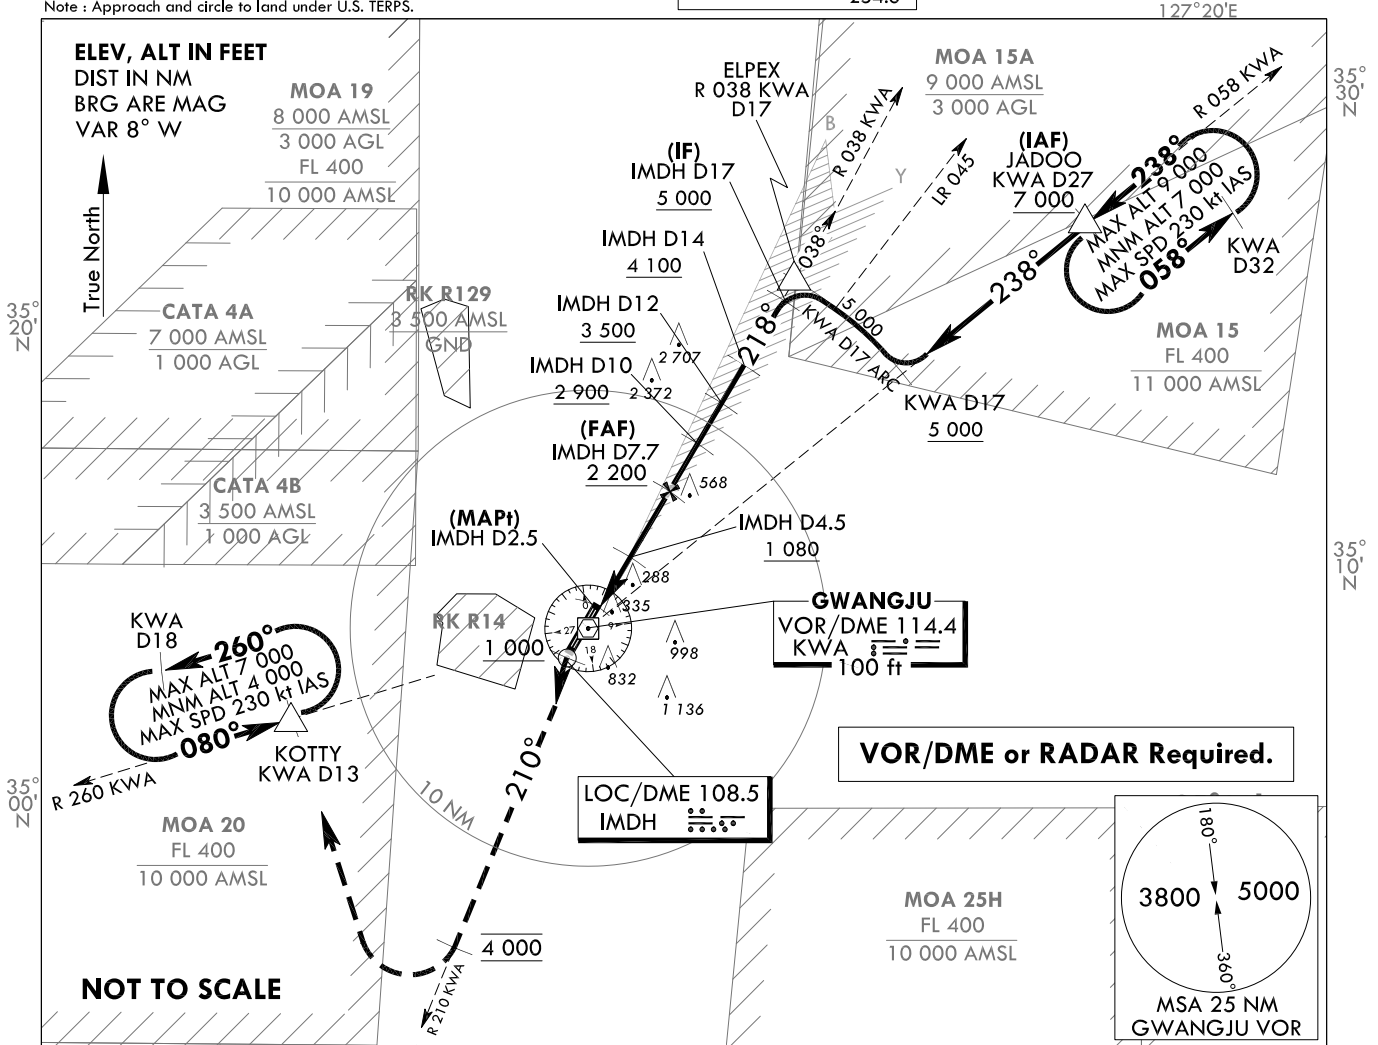 Note : Approach and circle to land under U.S. TERPS.
127°20'E
ELEV, ALT IN FEET
DIST IN NM
BRG ARE MAG
VAR 8° W
True North
MOA 19
8 000 AMSL
3 000 AGL
FL 400
10 000 AMSL
ELPEX
R 038 KWA
D17
MOA 15A
9 000 AMSL
3 000 AGL
35°
30'
N
R 058 KWA
R 038 KWA
B
Y
LR 045
(IF)
IMDH D17
5 000
(IAF)
JADOO
KWA D27
7 000
238°
MAX ALT 9 000
MNM ALT 7 000
MAX SPD 230 kt IAS
058°
KWA
D32
IMDH D14
4 100
038°
238°
35°
20'
N
CATA 4A
7 000 AMSL
1 000 AGL
RK R129
3 500 AMSL
GND
IMDH D12
3 500
2 707
218°
5 000
KWA D17 ARC
MOA 15
FL 400
11 000 AMSL
IMDH D10
2 900
2 372
KWA D17
5 000
(FAF)
IMDH D7.7
2 200
568
CATA 4B
3 500 AMSL
1 000 AGL
(MAPt)
IMDH D2.5
IMDH D4.5
1 080
35°
10'
N
288
335
RK R14
1 000
0
9
18
27
998
832
1 136
GWANGJU
VOR/DME 114.4
KWA
100 ft
KWA
D18
260°
MAX ALT 7 000
MNM ALT 4 000
MAX SPD 230 kt IAS
080°
KOTTY
KWA D13
R 260 KWA
VOR/DME or RADAR Required.
35°
00'
N
210°
10 NM
LOC/DME 108.5
IMDH
MOA 20
FL 400
10 000 AMSL
MOA 25H
FL 400
10 000 AMSL
180°
3800
5000
360°
MSA 25 NM
GWANGJU VOR
4 000
R 210 KWA
NOT TO SCALE